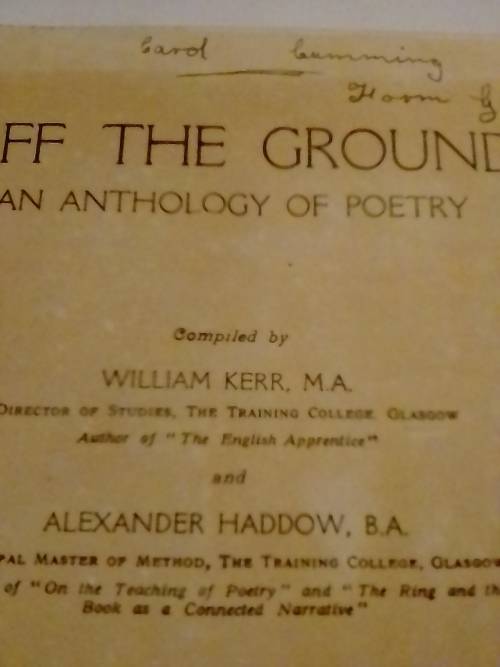 Carol Cumming
Form G
FF THE GROUND
AN ANTHOLOGY OF POETRY
Compiled by
WILLIAM KERR, M.A.
DIRECTOR OF STUDIES, THE TRAINING COLLEGE GLASGOW
Author of "The English Apprentice"
and
ALEXANDER HADDOW, B.A.
PAL MASTER OF METHOD, THE TRAINING COLLEGE, GLASGOW
of "On the Teaching of Poetry" and "The Ring and th
Book as a Connected Narrative"